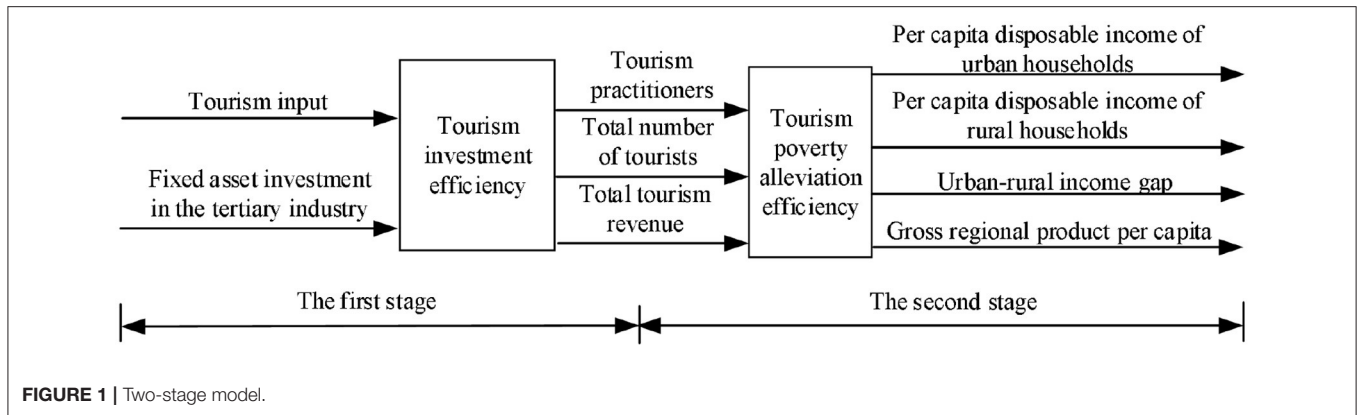 Tourism input
Fixed asset investment
in the tertiary industry
Tourism
investment
efficiency
Tourism
practitioners
Total number
of tourists
Total tourism
revenue
Tourism
poverty
alleviation
efficiency
Per capita disposable income of
urban households
Per capita disposable income of
rural households
Urban-rural income gap
Gross regional product per capita
The first stage
The second stage
FIGURE 1 | Two-stage model.